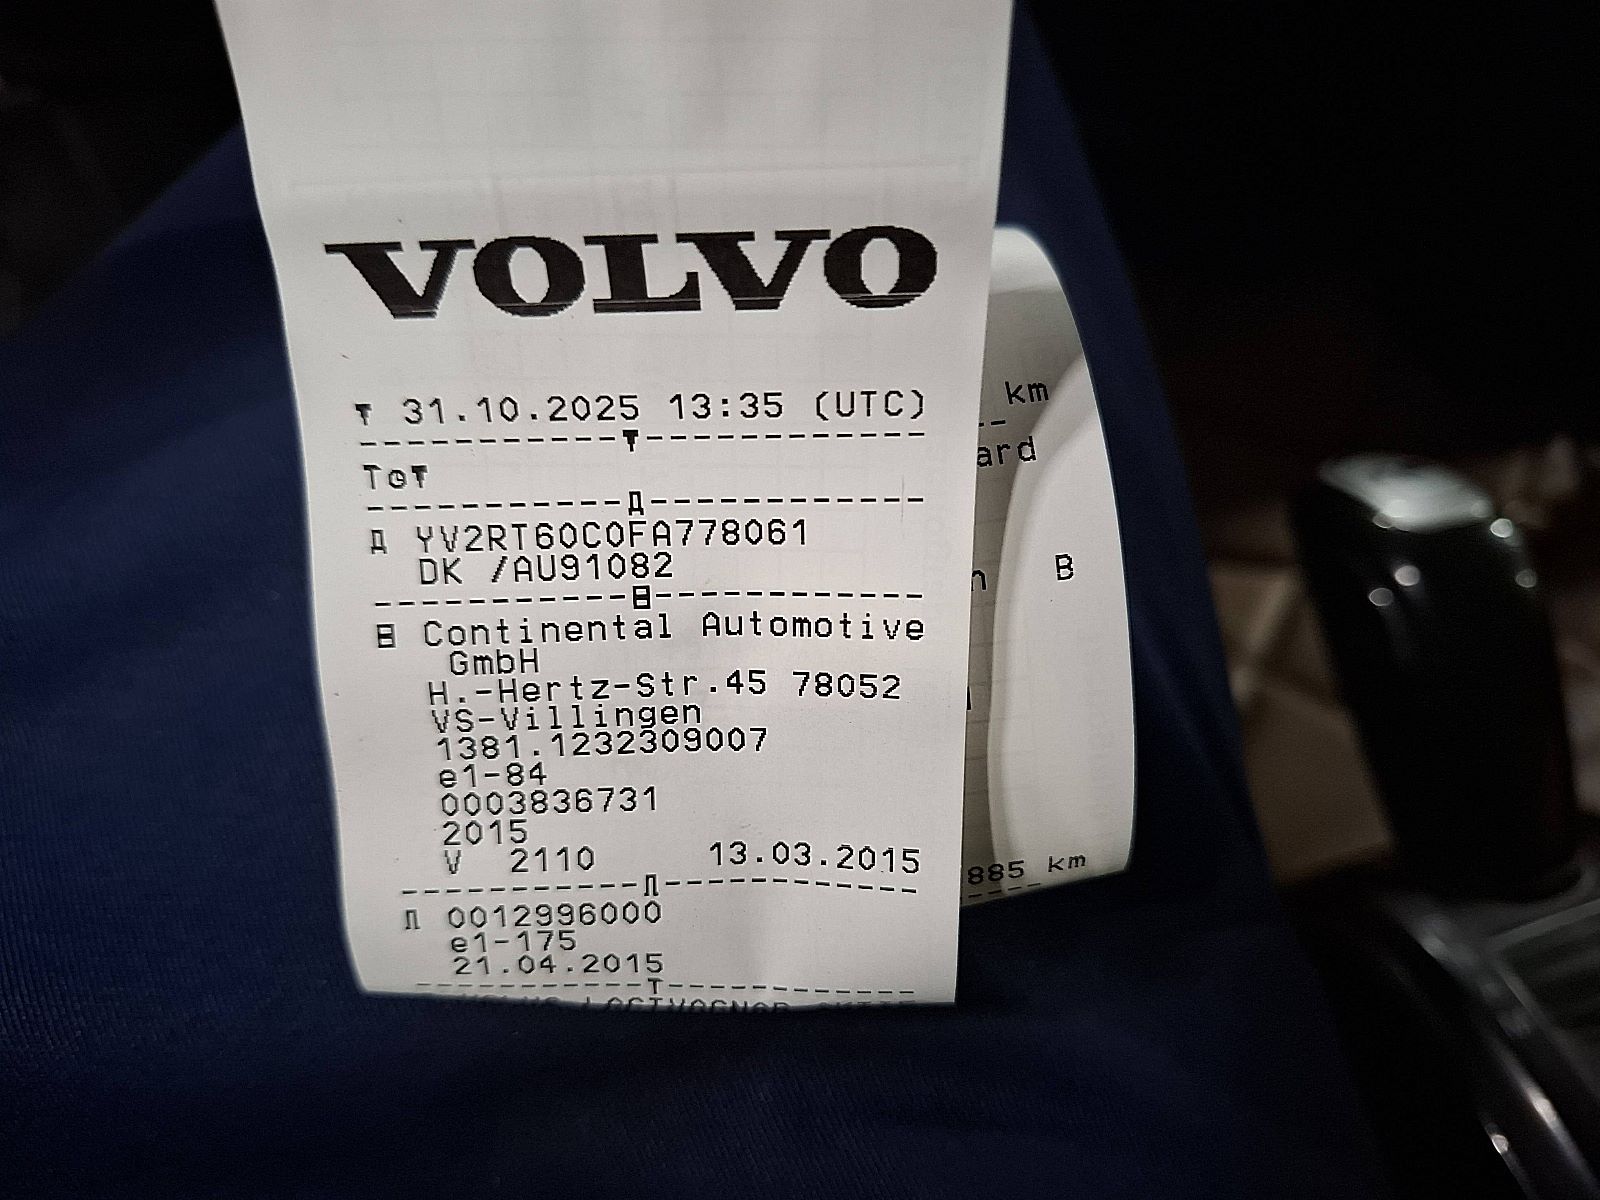 VOLVO
▼ 31.10.2025 13:35 (UTC)
-----------▼------------
T⊙▼
YV2RT60C0FA778061
DK /AU91082
Continental Automotive
GmbH
H.-Hertz-Str.45 78052
VS-Villingen
1381.1232309007
e1-84
0003836731
2015
V 2110 13.03.2015
0012996000
e1-175
21.04.2015
T
km
ard
n B
885 km